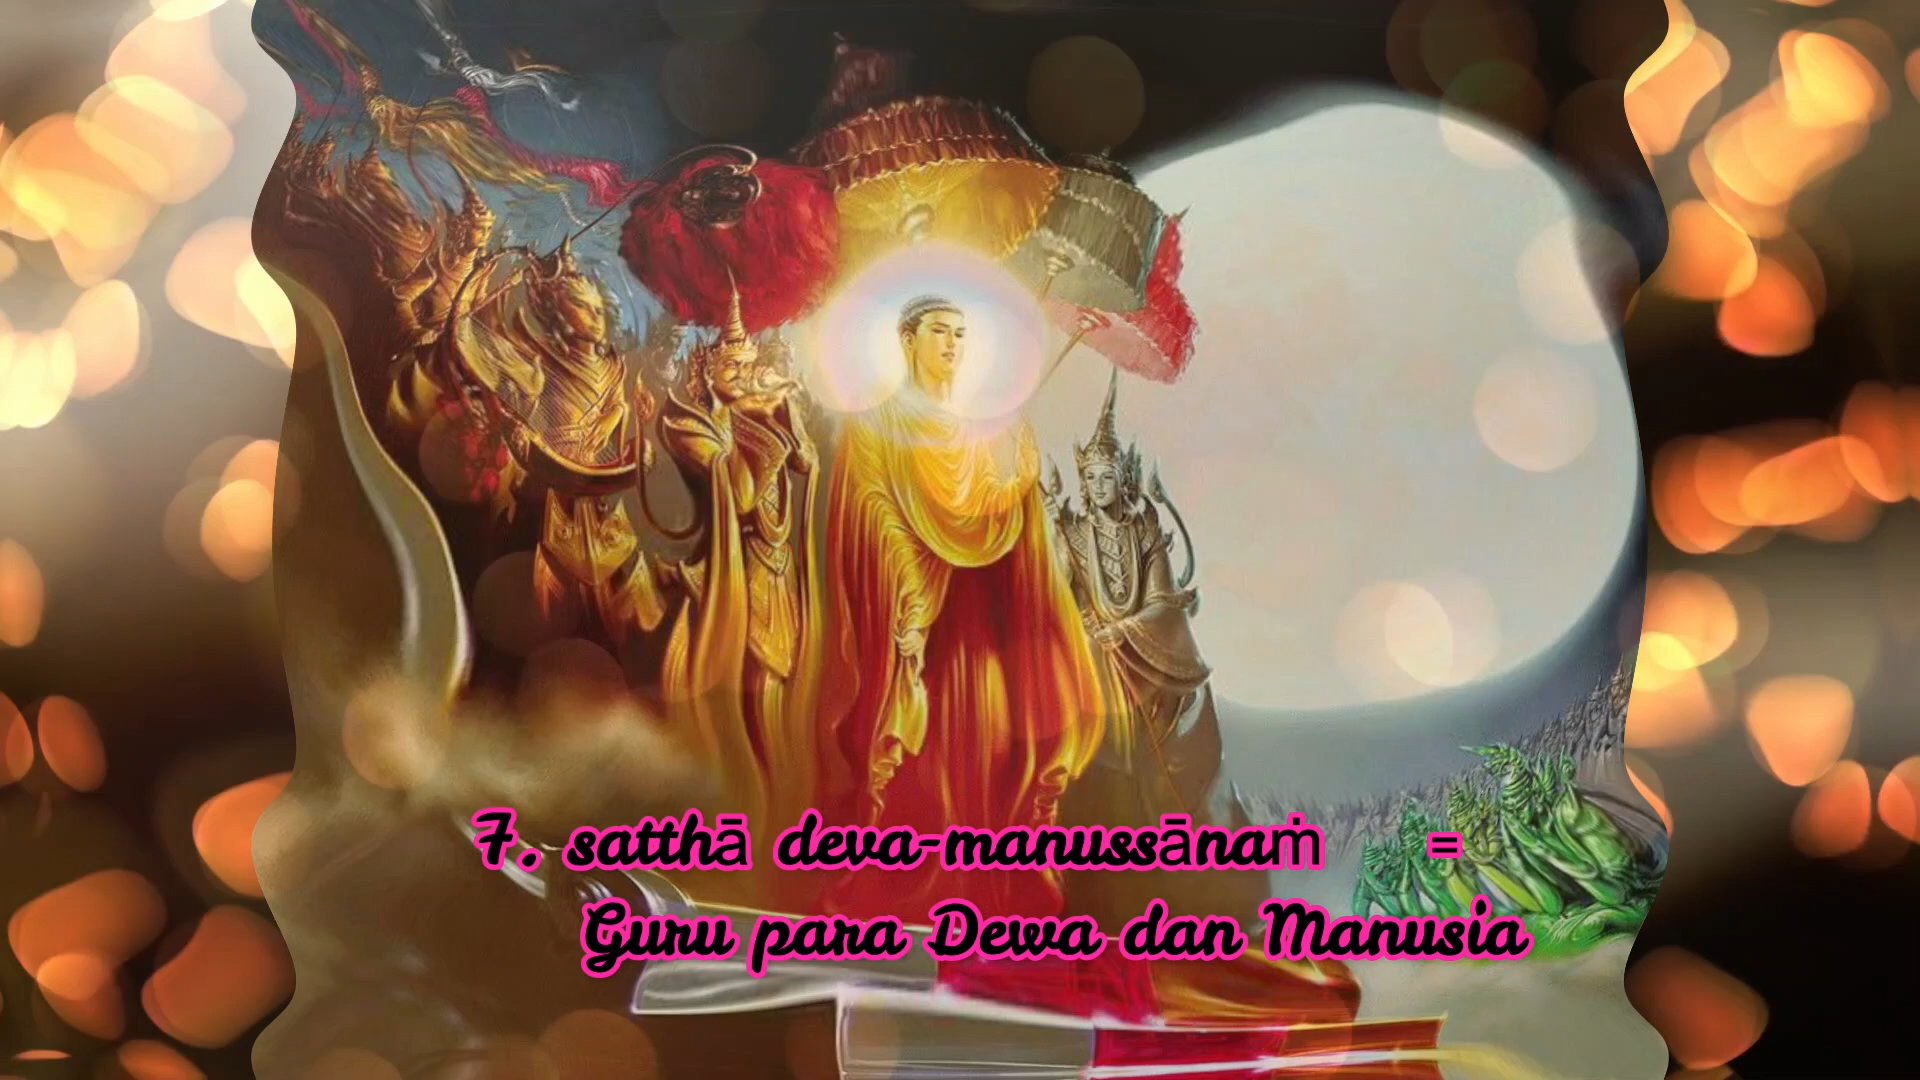 7. satthā deva-manussānaṁ =
Guru para Dewa dan Manusia